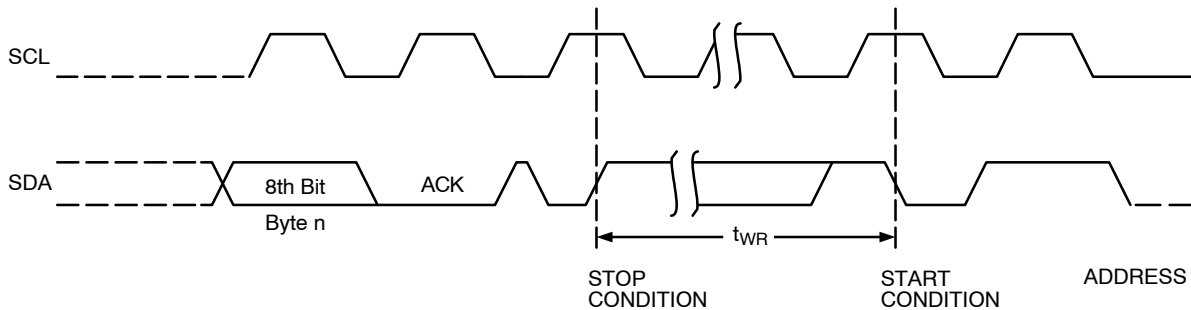 SCL
SDA
8th Bit
ACK
Byte n
tWR
STOP
CONDITION
START
CONDITION
ADDRESS